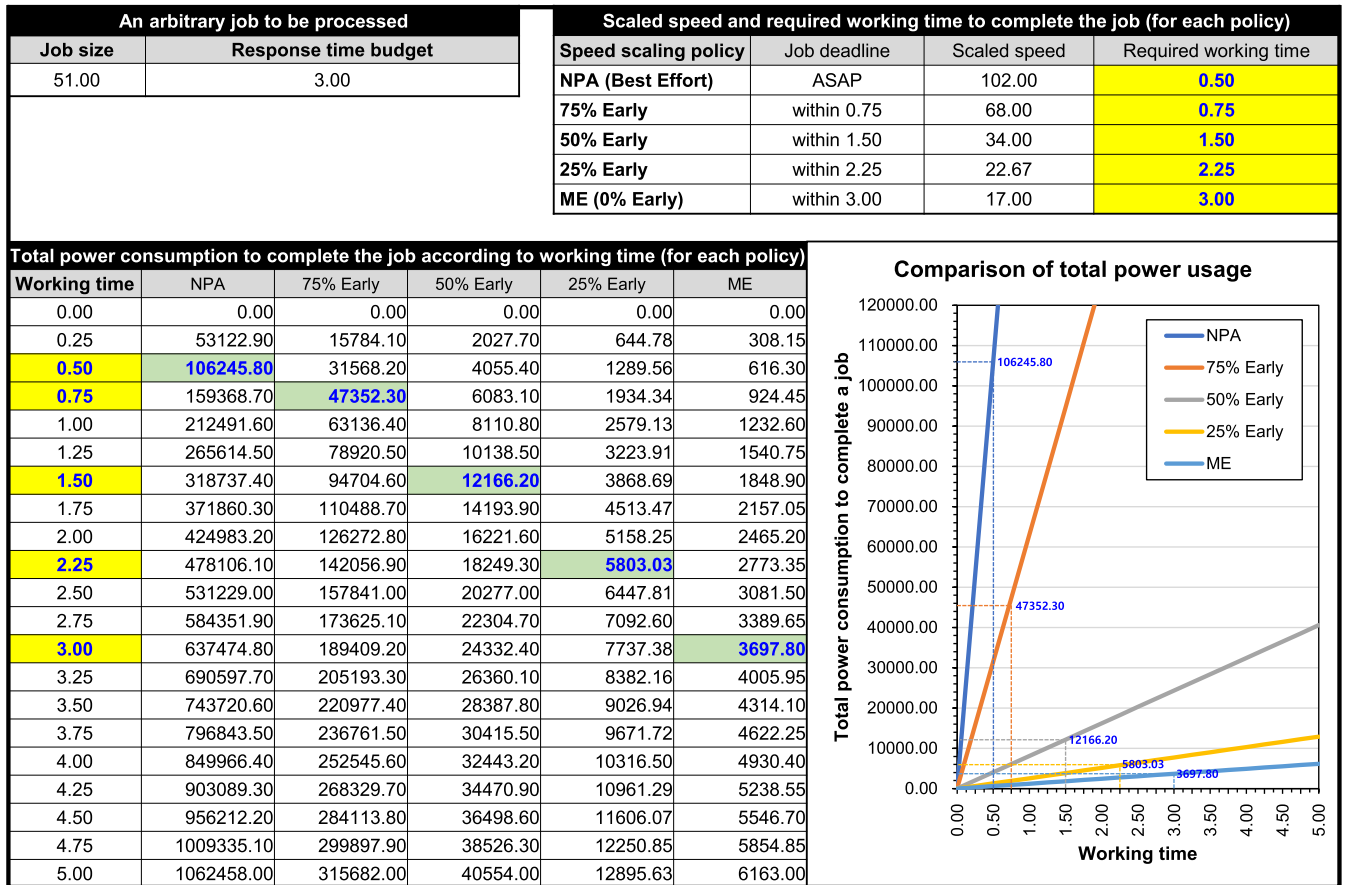 An arbitrary job to be processed
Job size Response time budget
51.00 3.00
Scaled speed and required working time to complete the job (for each policy)
Speed scaling policy Job deadline Scaled speed Required working time
NPA (Best Effort) ASAP 102.00 0.50
75% Early within 0.75 68.00 0.75
50% Early within 1.50 34.00 1.50
25% Early within 2.25 22.67 2.25
ME (0% Early) within 3.00 17.00 3.00
Total power consumption to complete the job according to working time (for each policy)
Working time NPA 75% Early 50% Early 25% Early ME
0.00 0.00 0.00 0.00 0.00 0.00
0.25 53122.90 15784.10 2027.70 644.78 308.15
0.50 106245.80 31568.20 4055.40 1289.56 616.30
0.75 159368.70 47352.30 6083.10 1934.34 924.45
1.00 212491.60 63136.40 8110.80 2579.13 1232.60
1.25 265614.50 78920.50 10138.50 3223.91 1540.75
1.50 318737.40 94704.60 12166.20 3868.69 1848.90
1.75 371860.30 110488.70 14193.90 4513.47 2157.05
2.00 424983.20 126272.80 16221.60 5158.25 2465.20
2.25 478106.10 142056.90 18249.30 5803.03 2773.35
2.50 531229.00 157841.00 20277.00 6447.81 3081.50
2.75 584351.90 173625.10 22304.70 7092.60 3389.65
3.00 637474.80 189409.20 24332.40 7737.38 3697.80
3.25 690597.70 205193.30 26360.10 8382.16 4005.95
3.50 743720.60 220977.40 28387.80 9026.94 4314.10
3.75 796843.50 236761.50 30415.50 9671.72 4622.25
4.00 849966.40 252545.60 32443.20 10316.50 4930.40
4.25 903089.30 268329.70 34470.90 10961.29 5238.55
4.50 956212.20 284113.80 36498.60 11606.07 5546.70
4.75 1009335.10 299897.90 38526.30 12250.85 5854.85
5.00 1062458.00 315682.00 40554.00 12895.63 6163.00
Comparison of total power usage
Total power consumption to complete a job
120000.00
110000.00
100000.00
90000.00
80000.00
70000.00
60000.00
50000.00
40000.00
30000.00
20000.00
10000.00
0.00
NPA
75% Early
50% Early
25% Early
ME
106245.80
47352.30
12166.20
5803.03
3697.80
0.00 0.50 1.00 1.50 2.00 2.50 3.00 3.50 4.00 4.50 5.00
Working time